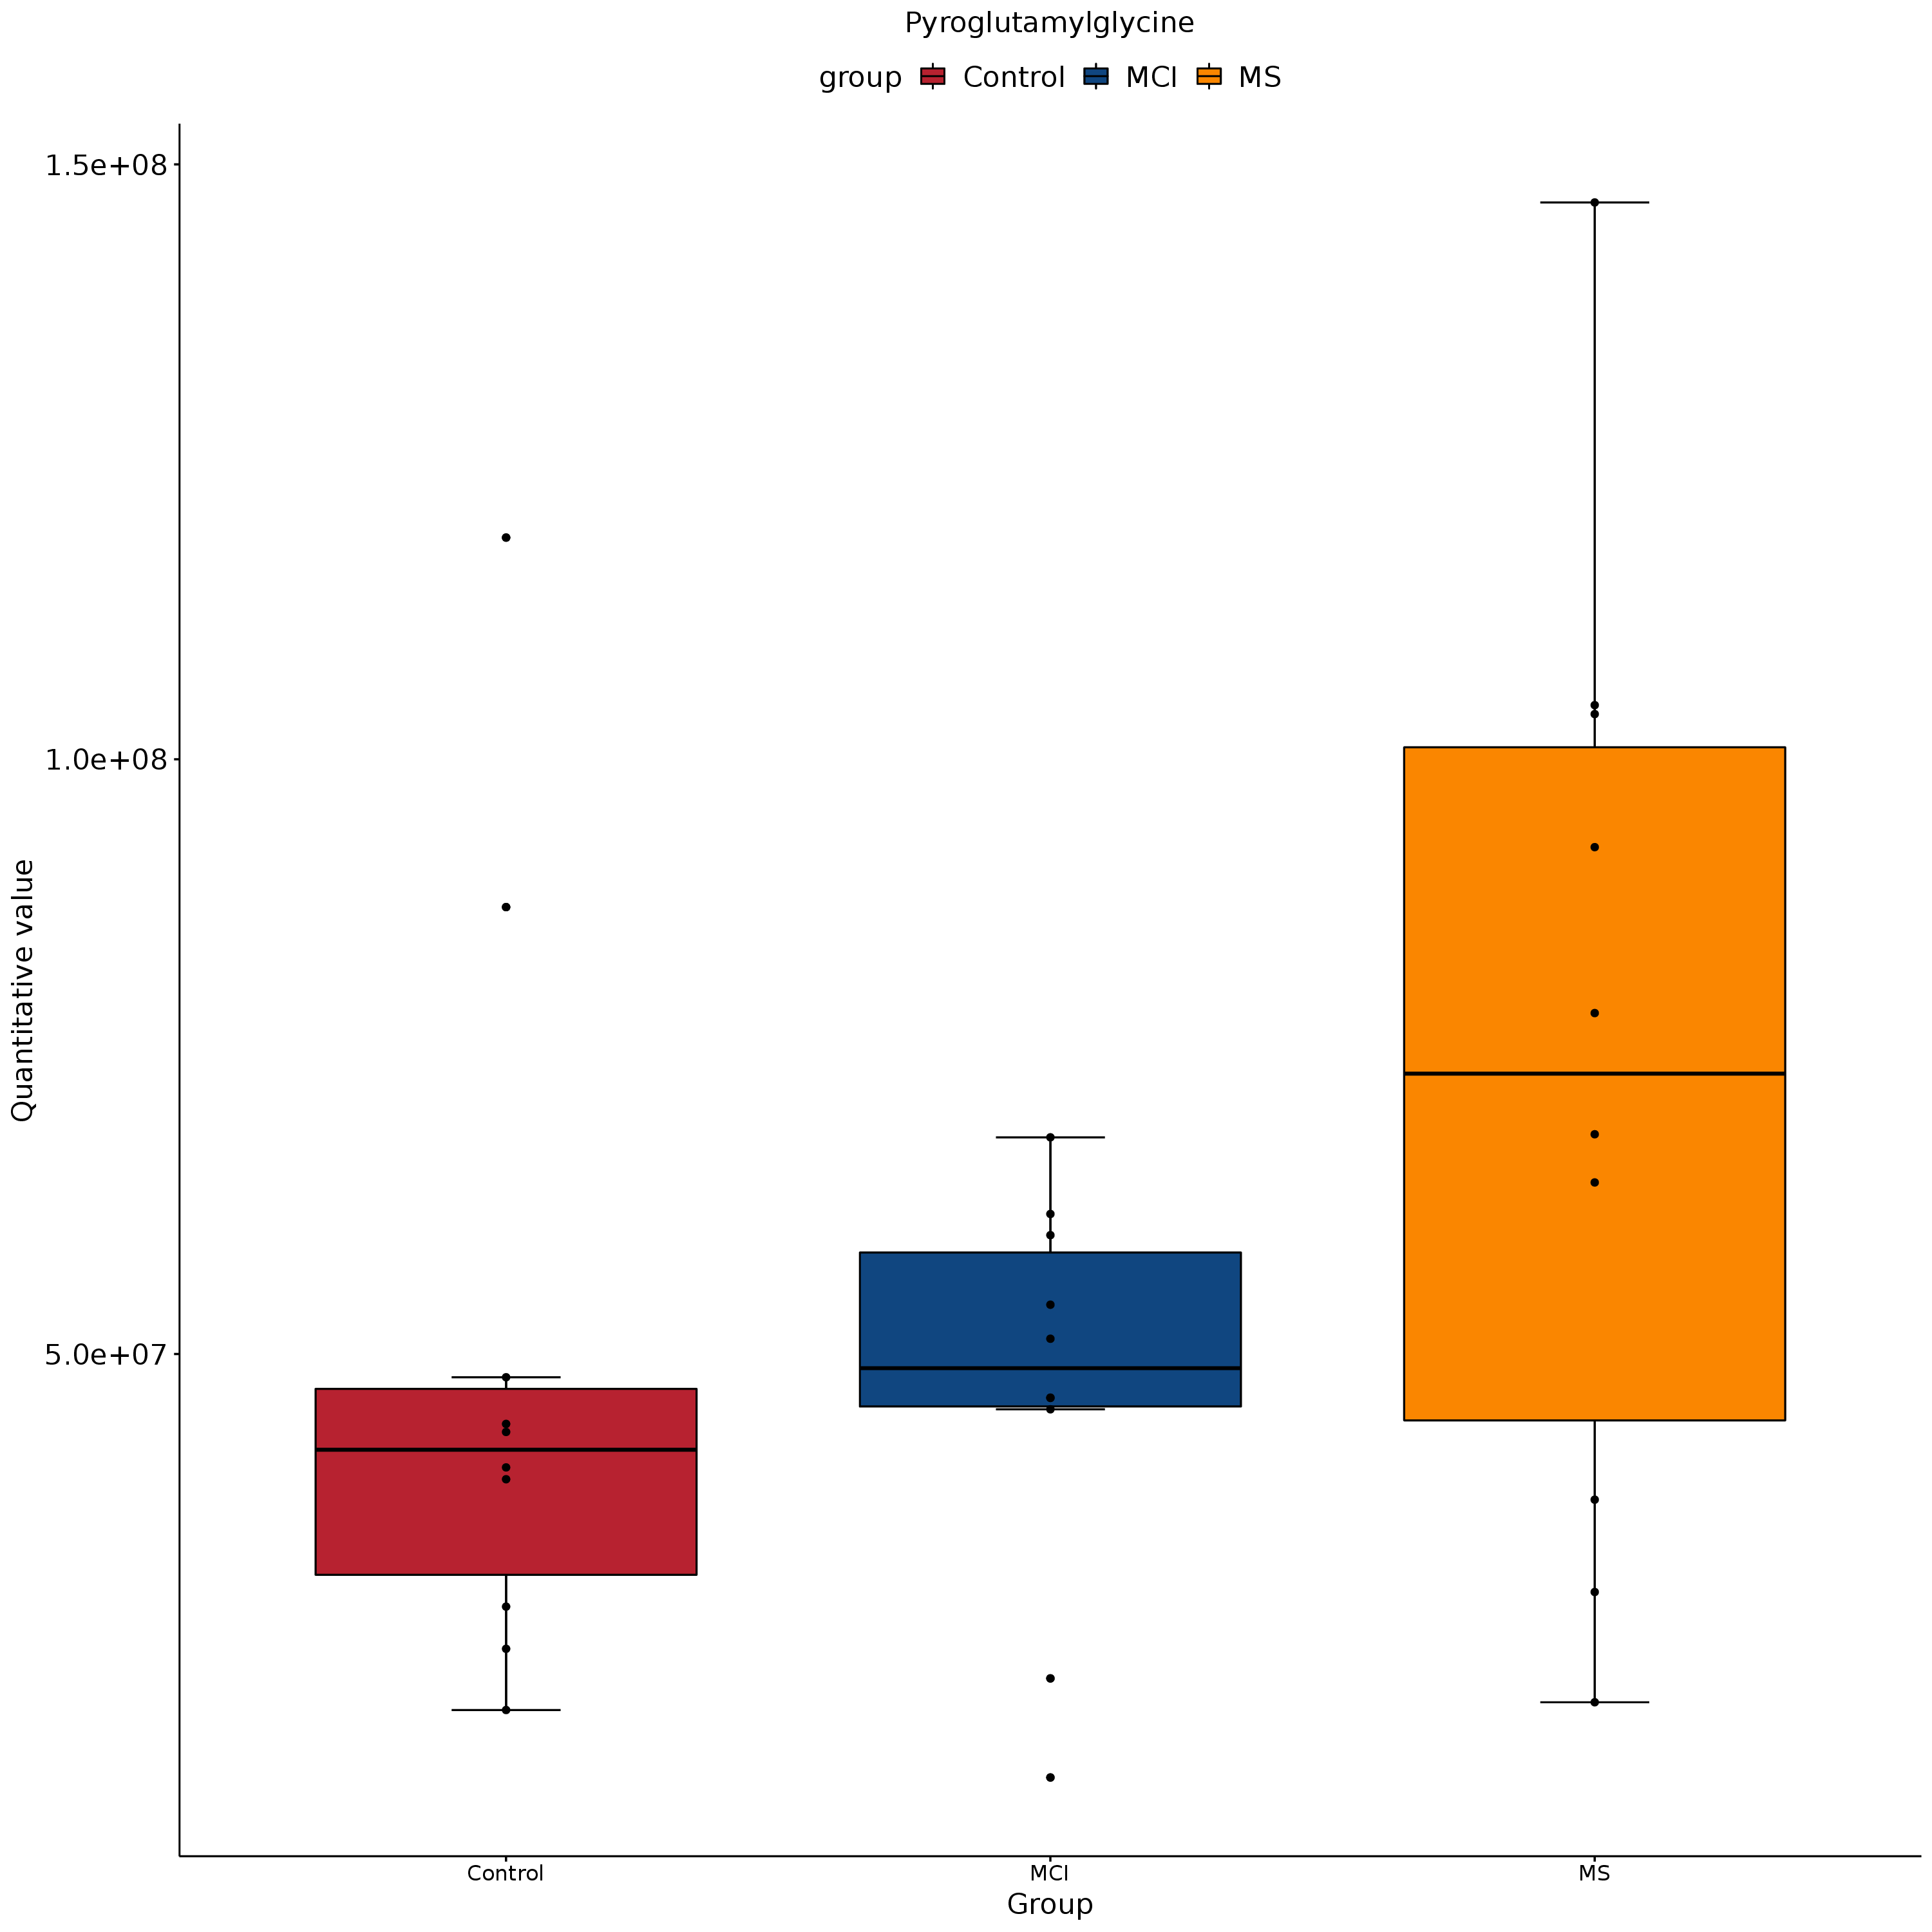 Pyroglutamylglycine
group Control MCI MS
1.5e+08
1.0e+08
5.0e+07
Quantitative value
Control MCI MS
Group